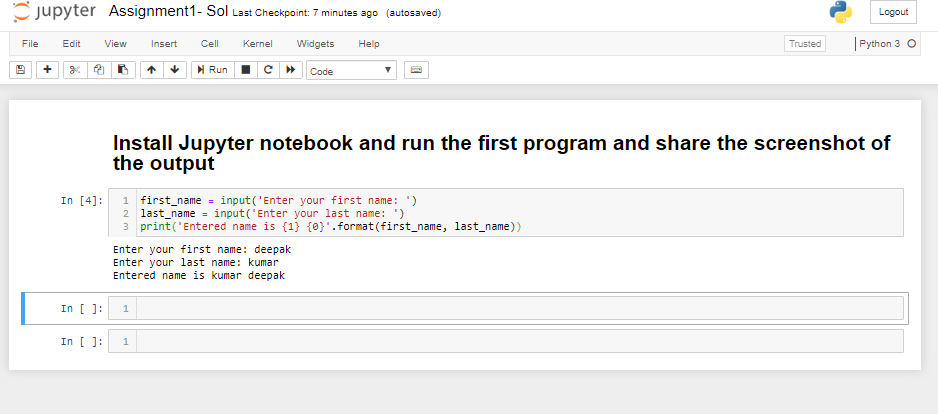 jupyter Assignment1- Sol Last Checkpoint: 7 minutes ago (autosaved) Logout
File Edit View Insert Cell Kernel Widgets Help Trusted Python 3
Run Code
Install Jupyter notebook and run the first program and share the screenshot of
the output
In [4]: 1 first_name = input('Enter your first name: ')
2 last_name = input('Enter your last name: ')
3 print('Entered name is {1} {0}'.format(first_name, last_name))
Enter your first name: deepak
Enter your last name: kumar
Entered name is kumar deepak
In [ ]: 1
In [ ]: 1